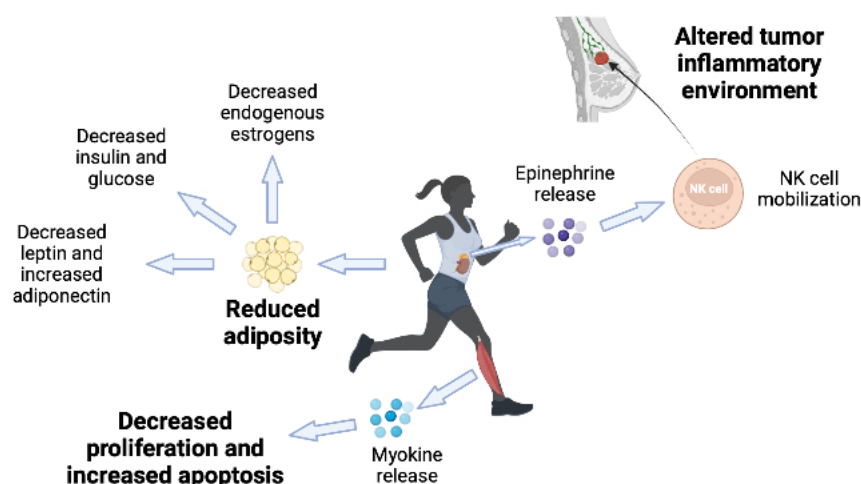 Altered tumor
inflammatory
environment
Decreased
endogenous
estrogens
Decreased
insulin and
glucose
Epinephrine
release
NK cell
NK cell
mobilization
Decreased
leptin and
increased
adiponectin
Reduced
adiposity
Decreased
proliferation and
increased apoptosis
Myokine
release